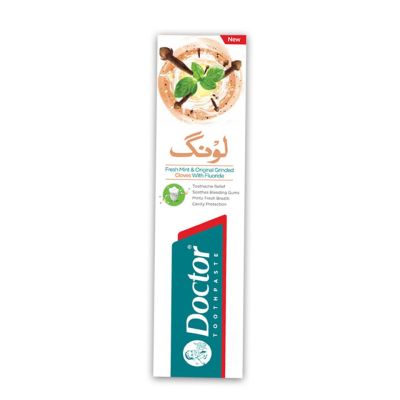 New
لونگ
Fresh Mint & Original Grinded
Cloves With Fluoride
Toothache Relief
Soothes Bleeding Gums
Minty Fresh Breath
Cavity Protection
Doctor®
TOOTHPASTE